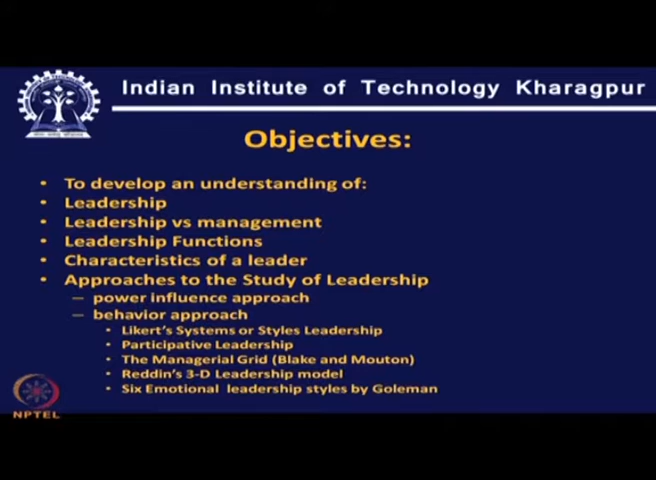 Indian Institute of Technology Kharagpur
Objectives:
• To develop an understanding of:
• Leadership
• Leadership vs management
• Leadership Functions
• Characteristics of a leader
• Approaches to the Study of Leadership
– power influence approach
– behavior approach
• Likert's Systems or Styles Leadership
• Participative Leadership
• The Managerial Grid (Blake and Mouton)
• Reddin's 3-D Leadership model
• Six Emotional leadership styles by Goleman
NPTEL